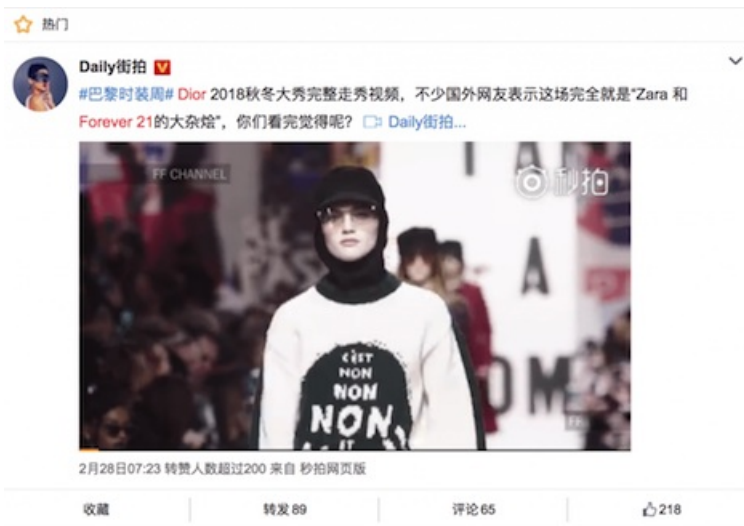 热门
Daily街拍
#巴黎时装周# Dior 2018秋冬大秀完整走秀视频，不少国外网友表示这场完全就是"Zara 和
Forever 21的大杂烩"，你们看完觉得呢？ Daily街拍...
FF CHANNEL
秒拍
I A
A
OM
C'EST
NON
NON
NON
IT
2月28日07:23 转赞人数超过200 来自 秒拍网页版
收藏 转发 89 评论 65 218